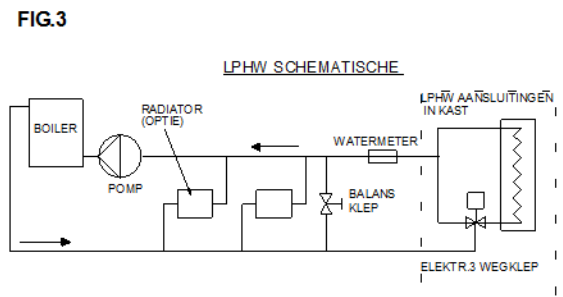 FIG.3
LPHW SCHEMATISCHE
LPHW AANSLUITINGEN
IN KAST
RADIATOR
(OPTIE)
BOILER
WATERMETER
POMP
BALANS
KLEP
ELEKTR.3 WEGKLEP